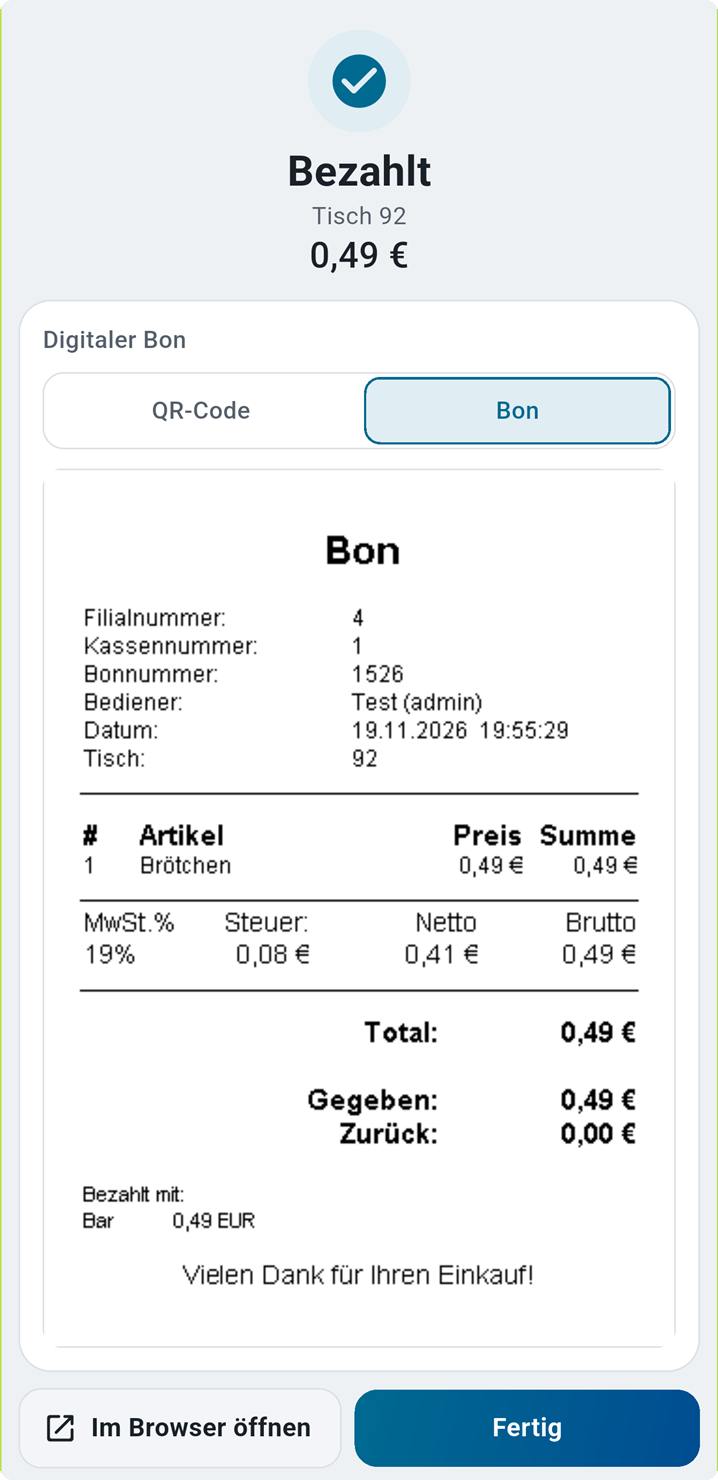 Bezahlt
Tisch 92
0,49 €
Digitaler Bon
QR-Code Bon
Bon
Filialnummer: 4
Kassennummer: 1
Bonnummer: 1526
Bediener: Test (admin)
Datum: 19.11.2026 19:55:29
Tisch: 92
# Artikel Preis Summe
1 Brötchen 0,49 € 0,49 €
MwSt.% Steuer: Netto Brutto
19% 0,08 € 0,41 € 0,49 €
Total: 0,49 €
Gegeben: 0,49 €
Zurück: 0,00 €
Bezahlt mit:
Bar 0,49 EUR
Vielen Dank für Ihren Einkauf!
Im Browser öffnen Fertig